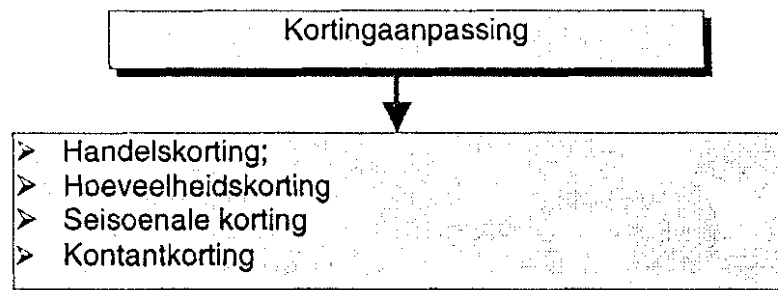 Kortingaanpassing
➢ Handelskorting;
➢ Hoeveelheidskorting
➢ Seisoenale korting
➢ Kontantkorting